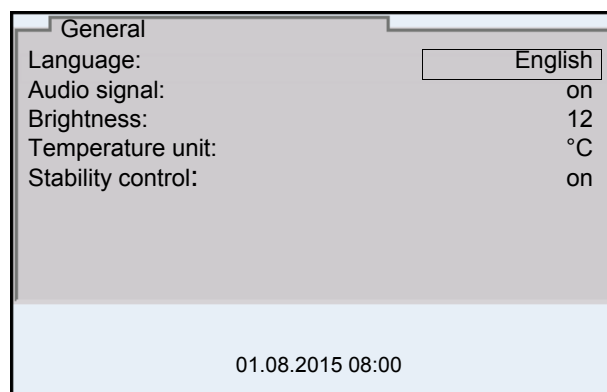 General
Language: English
Audio signal: on
Brightness: 12
Temperature unit: °C
Stability control: on
01.08.2015 08:00